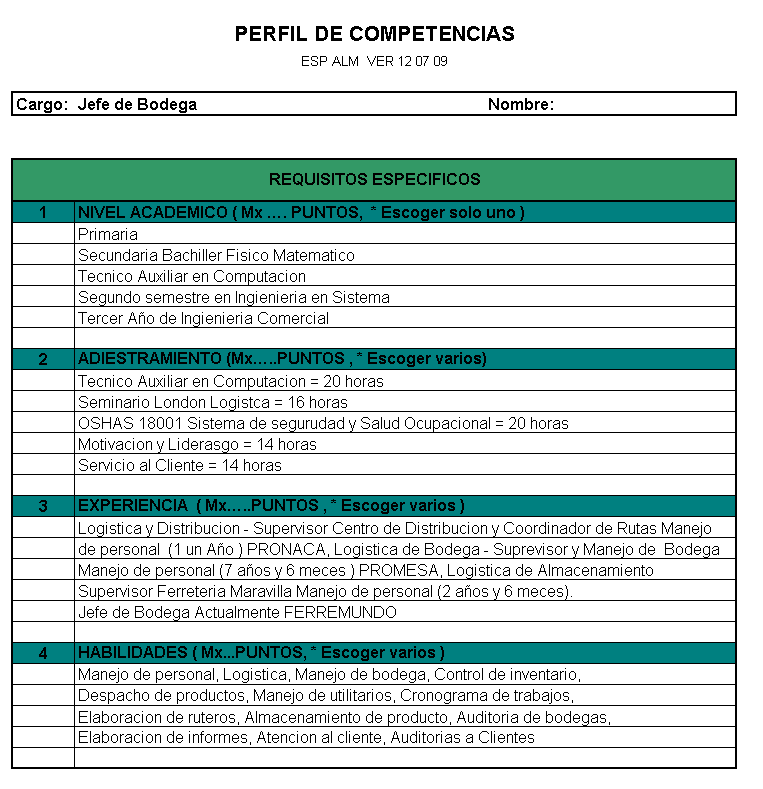 PERFIL DE COMPETENCIAS
ESP ALM VER 12 07 09
Cargo: Jefe de Bodega Nombre:
REQUISITOS ESPECIFICOS
1 NIVEL ACADEMICO ( Mx .... PUNTOS, * Escoger solo uno )
Primaria
Secundaria Bachiller Fisico Matematico
Tecnico Auxiliar en Computacion
Segundo semestre en Ingienieria en Sistema
Tercer Año de Ingienieria Comercial
2 ADIESTRAMIENTO (Mx.....PUNTOS , * Escoger varios)
Tecnico Auxiliar en Computacion = 20 horas
Seminario London Logistca = 16 horas
OSHAS 18001 Sistema de segurudad y Salud Ocupacional = 20 horas
Motivacion y Liderasgo = 14 horas
Servicio al Cliente = 14 horas
3 EXPERIENCIA ( Mx.....PUNTOS , * Escoger varios )
Logistica y Distribucion - Supervisor Centro de Distribucion y Coordinador de Rutas Manejo
de personal (1 un Año ) PRONACA, Logistica de Bodega - Suprevisor y Manejo de Bodega
Manejo de personal (7 años y 6 meces ) PROMESA, Logistica de Almacenamiento
Supervisor Ferreteria Maravilla Manejo de personal (2 años y 6 meces).
Jefe de Bodega Actualmente FERREMUNDO
4 HABILIDADES ( Mx...PUNTOS, * Escoger varios )
Manejo de personal, Logistica, Manejo de bodega, Control de inventario,
Despacho de productos, Manejo de utilitarios, Cronograma de trabajos,
Elaboracion de ruteros, Almacenamiento de producto, Auditoria de bodegas,
Elaboracion de informes, Atencion al cliente, Auditorias a Clientes